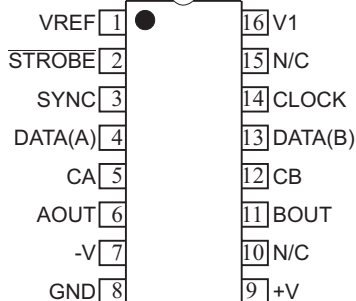 VREF 1 16 V1
STROBE 2 15 N/C
SYNC 3 14 CLOCK
DATA(A) 4 13 DATA(B)
CA 5 12 CB
AOUT 6 11 BOUT
-V 7 10 N/C
GND 8 9 +V